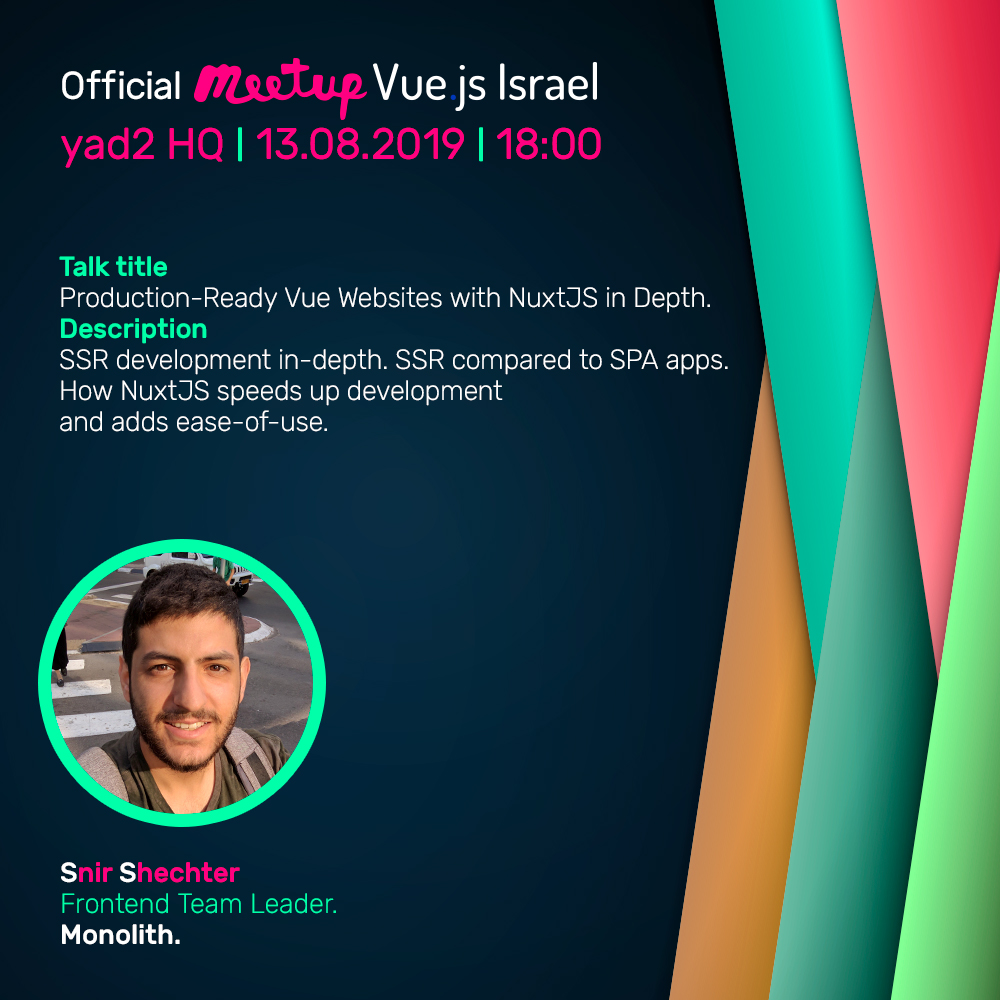 Official Meetup Vue.js Israel
yad2 HQ | 13.08.2019 | 18:00
Talk title
Production-Ready Vue Websites with NuxtJS in Depth.
Description
SSR development in-depth. SSR compared to SPA apps.
How NuxtJS speeds up development
and adds ease-of-use.
Snir Shechter
Frontend Team Leader.
Monolith.